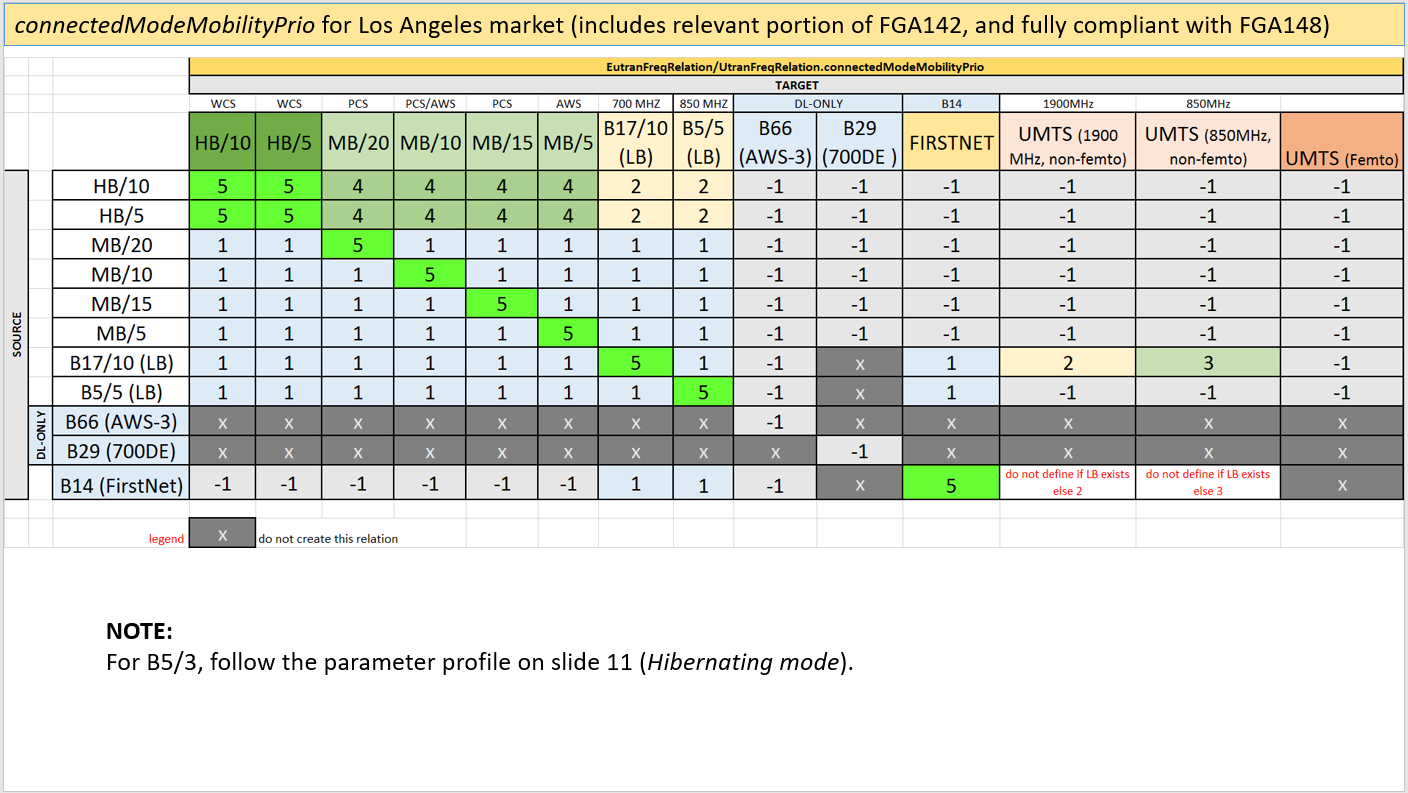 connectedModeMobilityPrio for Los Angeles market (includes relevant portion of FGA142, and fully compliant with FGA148)
EutranFreqRelation/UtranFreqRelation.connectedModeMobilityPrio
TARGET
WCS WCS PCS PCS/AWS PCS AWS 700 MHZ 850 MHZ DL-ONLY B14 1900MHz 850MHz
HB/10 HB/5 MB/20 MB/10 MB/15 MB/5 B17/10 (LB) B5/5 (LB) B66 (AWS-3) B29 (700DE ) FIRSTNET UMTS (1900 MHz, non-femto) UMTS (850MHz, non-femto) UMTS (Femto)
SOURCE
HB/10 5 5 4 4 4 4 2 2 -1 -1 -1 -1 -1 -1
HB/5 5 5 4 4 4 4 2 2 -1 -1 -1 -1 -1 -1
MB/20 1 1 5 1 1 1 1 1 -1 -1 -1 -1 -1 -1
MB/10 1 1 1 5 1 1 1 1 -1 -1 -1 -1 -1 -1
MB/15 1 1 1 1 5 1 1 1 -1 -1 -1 -1 -1 -1
MB/5 1 1 1 1 1 5 1 1 -1 -1 -1 -1 -1 -1
B17/10 (LB) 1 1 1 1 1 1 5 1 -1 x 1 2 3 -1
B5/5 (LB) 1 1 1 1 1 1 1 5 -1 x 1 -1 -1 -1
DL-ONLY
B66 (AWS-3) x x x x x x x x -1 x x x x x
B29 (700DE) x x x x x x x x x -1 x x x x
B14 (FirstNet) -1 -1 -1 -1 -1 -1 1 1 -1 x 5 do not define if LB exists else 2 do not define if LB exists else 3 x
legend x do not create this relation
NOTE:
For B5/3, follow the parameter profile on slide 11 (Hibernating mode).